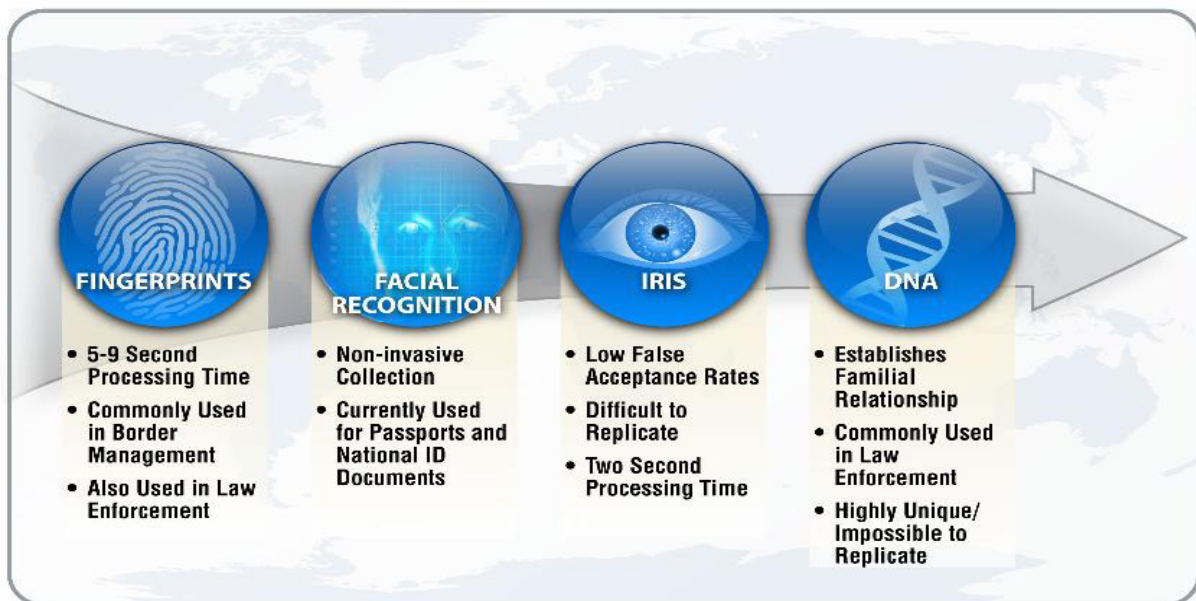 FINGERPRINTS
• 5-9 Second
Processing Time
• Commonly Used
in Border
Management
• Also Used in Law
Enforcement
FACIAL
RECOGNITION
• Non-invasive
Collection
• Currently Used
for Passports and
National ID
Documents
IRIS
• Low False
Acceptance Rates
• Difficult to
Replicate
• Two Second
Processing Time
DNA
• Establishes
Familial
Relationship
• Commonly Used
in Law
Enforcement
• Highly Unique/
Impossible to
Replicate